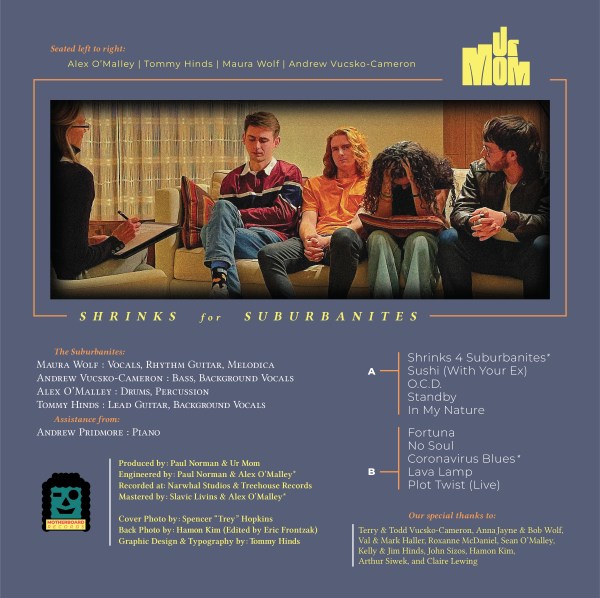 Seated left to right:
Alex O'Malley | Tommy Hinds | Maura Wolf | Andrew Vucsko-Cameron
Ur
MOM
SHRINKS for SUBURBANITES
The Suburbanites:
Maura Wolf : Vocals, Rhythm Guitar, Melodica
Andrew Vucsko-Cameron : Bass, Background Vocals
Alex O'Malley : Drums, Percussion
Tommy Hinds : Lead Guitar, Background Vocals
Assistance from:
Andrew Pridmore : Piano
A
Shrinks 4 Suburbanites*
Sushi (With Your Ex)
O.C.D.
Standby
In My Nature
B
Fortuna
No Soul
Coronavirus Blues*
Lava Lamp
Plot Twist (Live)
MOTHERBOARD
RECORDS
Produced by: Paul Norman & Ur Mom
Engineered by: Paul Norman & Alex O'Malley*
Recorded at: Narwhal Studios & Treehouse Records
Mastered by: Slavic Livins & Alex O'Malley*
Cover Photo by: Spencer "Trey" Hopkins
Back Photo by: Hamon Kim (Edited by Eric Frontzak)
Graphic Design & Typography by: Tommy Hinds
Our special thanks to:
Terry & Todd Vucsko-Cameron, Anna Jayne & Bob Wolf,
Val & Mark Haller, Roxanne McDaniel, Sean O'Malley,
Kelly & Jim Hinds, John Sizos, Hamon Kim,
Arthur Siwek, and Claire Lewing